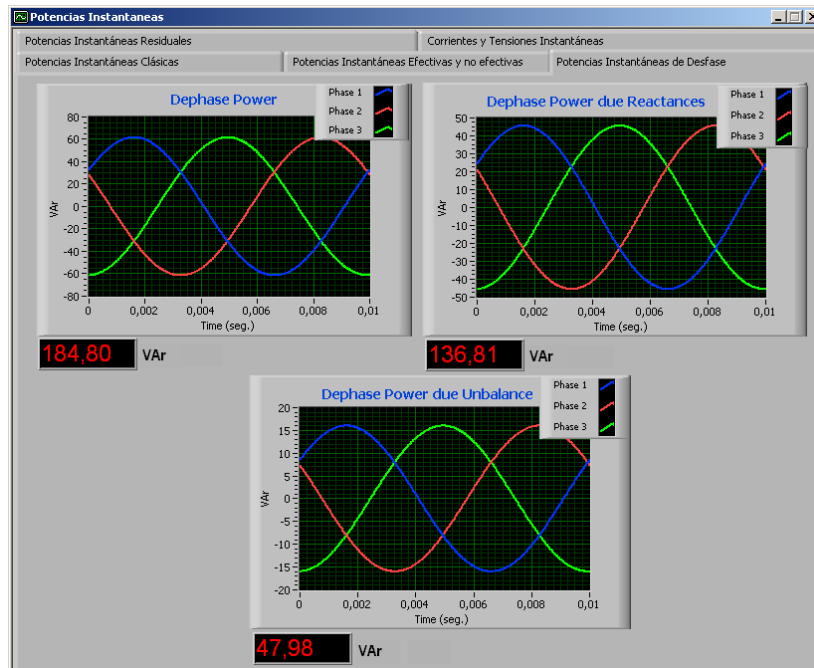 Potencias Instantaneas
Potencias Instantáneas Residuales
Corrientes y Tensiones Instantáneas
Potencias Instantáneas Clásicas
Potencias Instantáneas Efectivas y no efectivas
Potencias Instantáneas de Desfase
Dephase Power
Phase 1
Phase 2
Phase 3
80
60
40
20
0
-20
-40
-60
-80
VAr
0
0,002
0,004
0,006
0,008
0,01
Time (seg.)
184,80 VAr
Dephase Power due Reactances
Phase 1
Phase 2
Phase 3
50
40
30
20
10
0
-10
-20
-30
-40
-50
VAr
0
0,002
0,004
0,006
0,008
0,01
Time (seg.)
136,81 VAr
Dephase Power due Unbalance
Phase 1
Phase 2
Phase 3
20
15
10
5
0
-5
-10
-15
-20
VAr
0
0,002
0,004
0,006
0,008
0,01
Time (seg.)
47,98 VAr